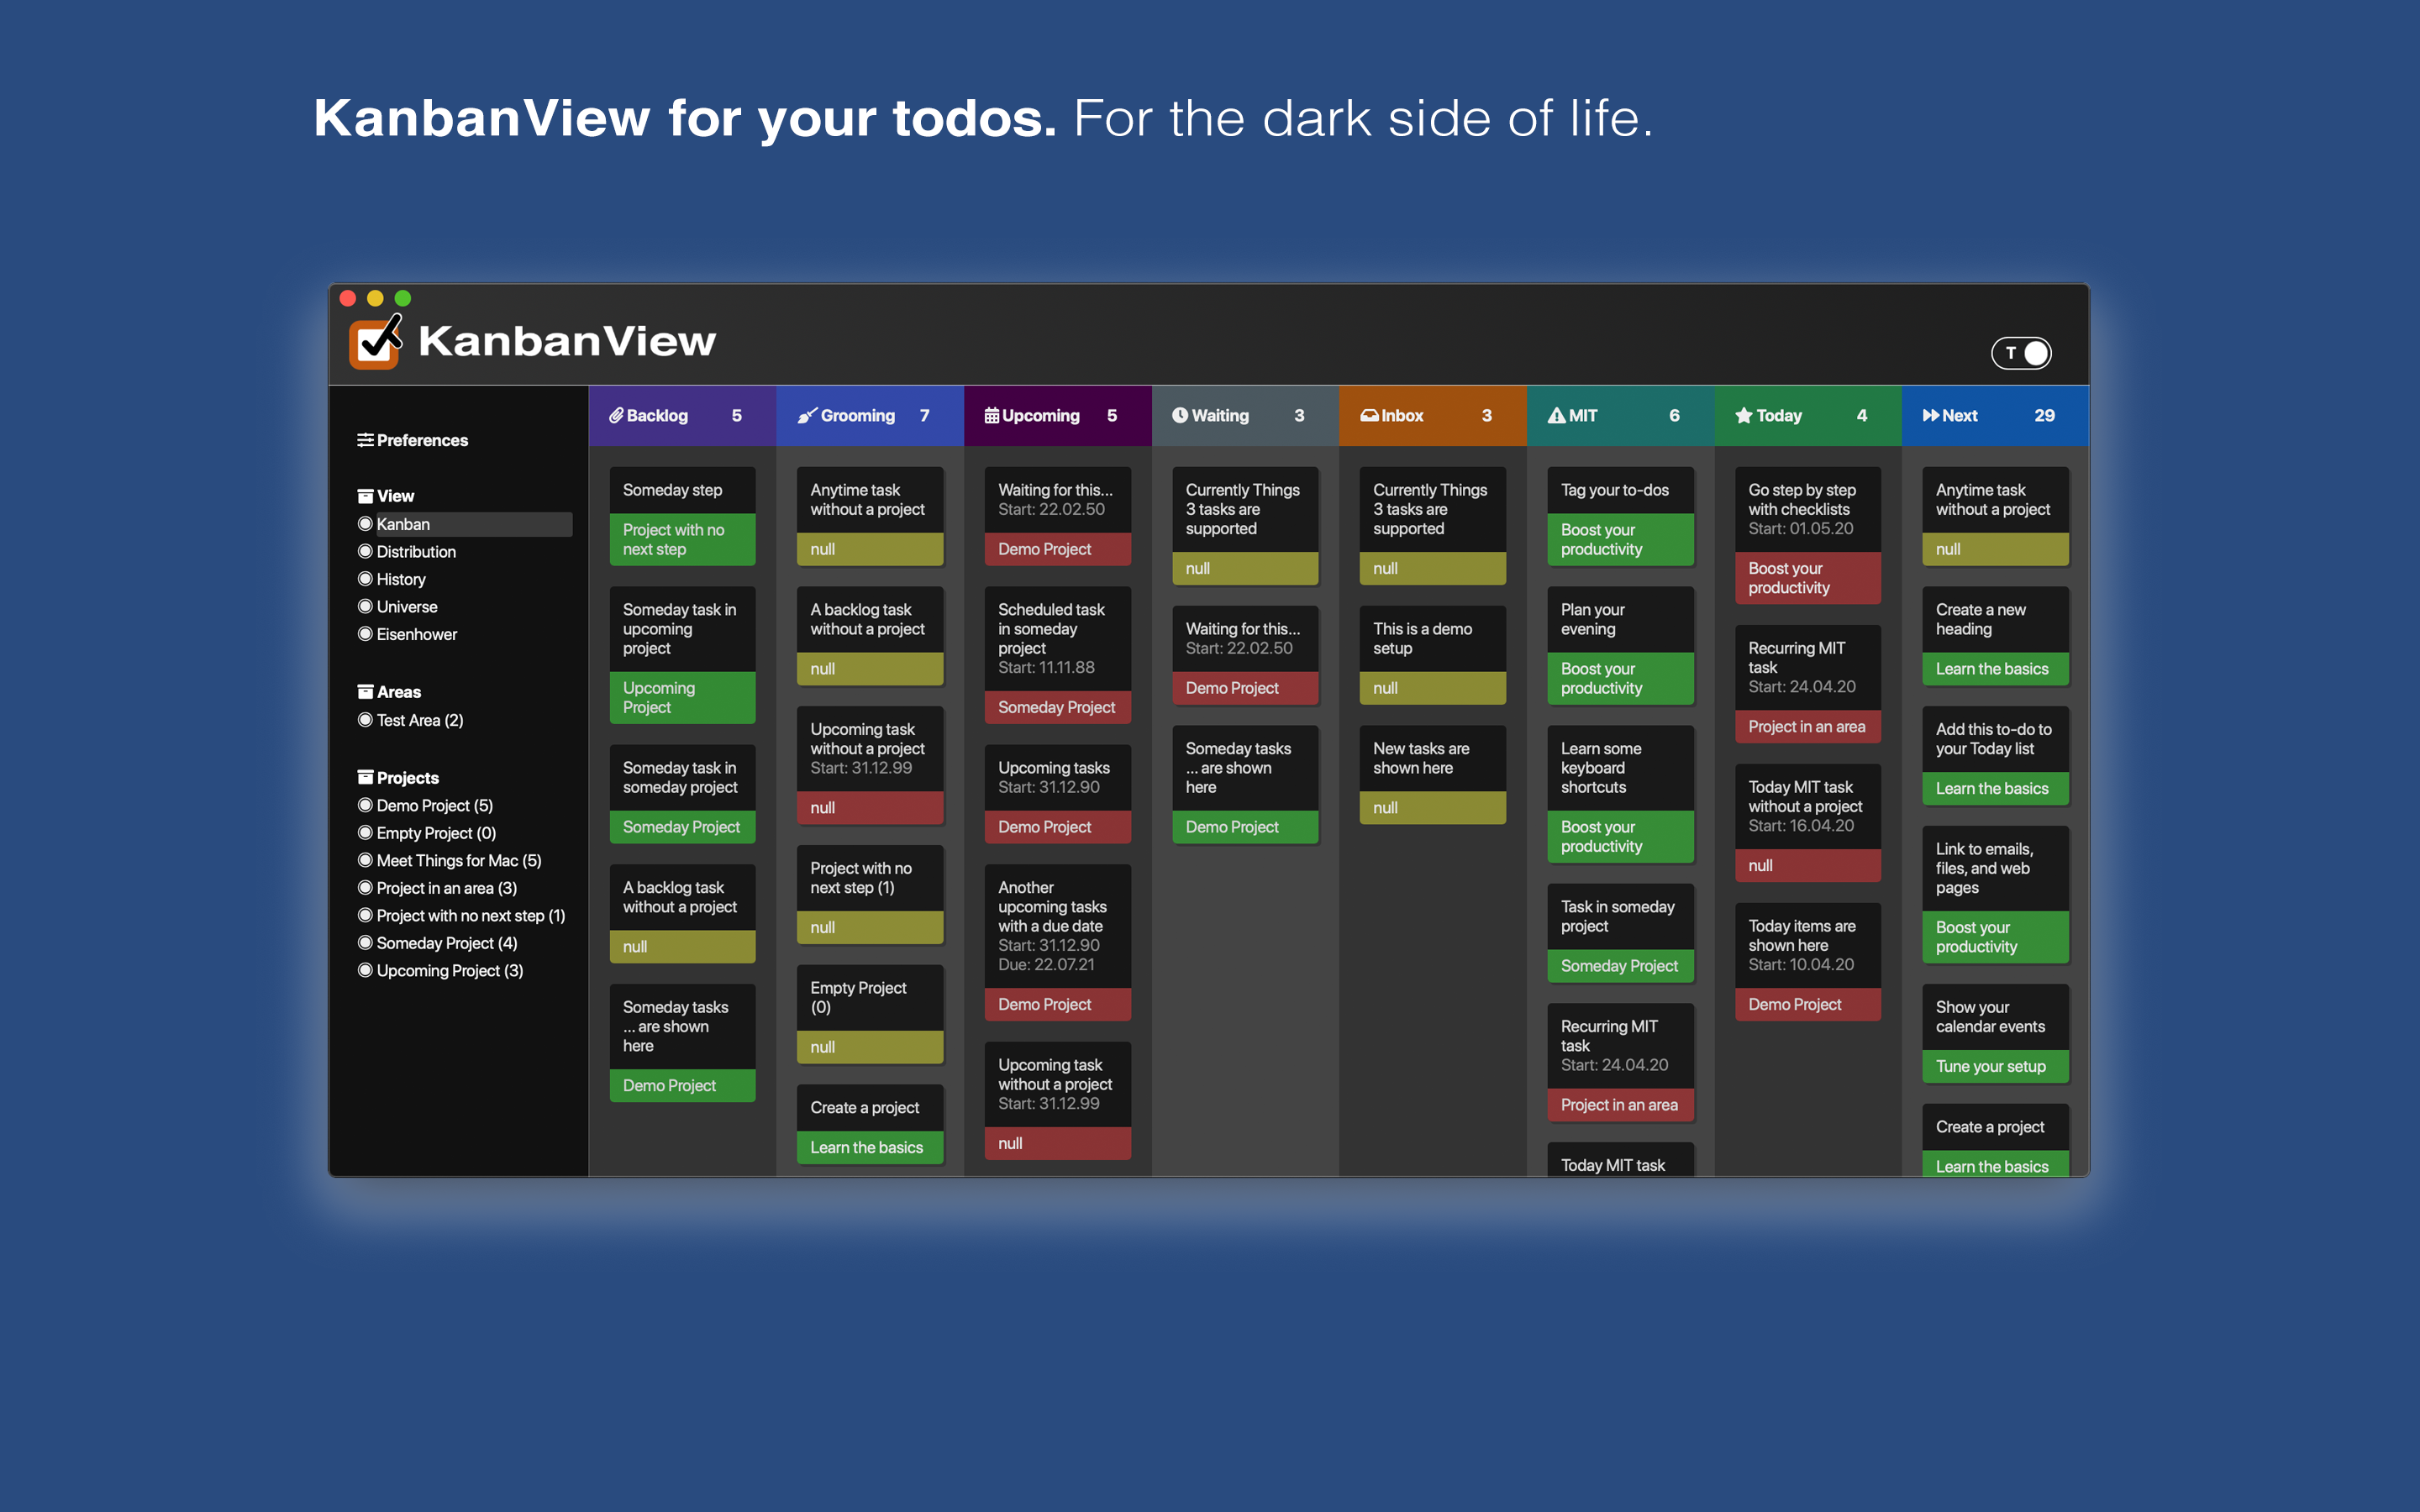 KanbanView for your todos. For the dark side of life.
KanbanView
T
Preferences
View
Kanban
Distribution
History
Universe
Eisenhower
Areas
Test Area (2)
Projects
Demo Project (5)
Empty Project (0)
Meet Things for Mac (5)
Project in an area (3)
Project with no next step (1)
Someday Project (4)
Upcoming Project (3)
Backlog 5
Someday step
Project with no
next step
Someday task in
upcoming
project
Upcoming
Project
Someday task in
someday project
Someday Project
A backlog task
without a project
null
Someday tasks
... are shown
here
Demo Project
Grooming 7
Anytime task
without a project
null
A backlog task
without a project
null
Upcoming task
without a project
Start: 31.12.99
null
Project with no
next step (1)
null
Empty Project
(0)
null
Create a project
Learn the basics
Upcoming 5
Waiting for this...
Start: 22.02.50
Demo Project
Scheduled task
in someday
project
Start: 11.11.88
Someday Project
Upcoming tasks
Start: 31.12.90
Demo Project
Another
upcoming tasks
with a due date
Start: 31.12.90
Due: 22.07.21
Demo Project
Upcoming task
without a project
Start: 31.12.99
null
Waiting 3
Currently Things
3 tasks are
supported
null
Waiting for this...
Start: 22.02.50
Demo Project
Someday tasks
... are shown
here
Demo Project
Inbox 3
Currently Things
3 tasks are
supported
null
This is a demo
setup
null
New tasks are
shown here
null
MIT 6
Tag your to-dos
Boost your
productivity
Plan your
evening
Boost your
productivity
Learn some
keyboard
shortcuts
Boost your
productivity
Task in someday
project
Someday Project
Recurring MIT
task
Start: 24.04.20
Project in an area
Today MIT task
Today 4
Go step by step
with checklists
Start: 01.05.20
Boost your
productivity
Recurring MIT
task
Start: 24.04.20
Project in an area
Today MIT task
without a project
Start: 16.04.20
null
Today items are
shown here
Start: 10.04.20
Demo Project
Next 29
Anytime task
without a project
null
Create a new
heading
Learn the basics
Add this to-do to
your Today list
Learn the basics
Link to emails,
files, and web
pages
Boost your
productivity
Show your
calendar events
Tune your setup
Create a project
Learn the basics